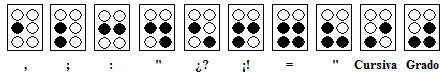 , ; : " ¿? ¡! = " Cursiva Grado